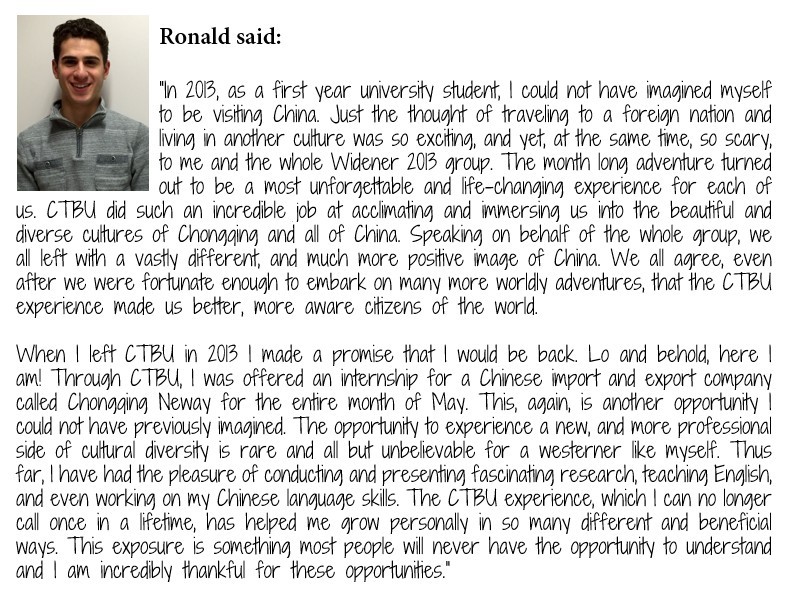 Ronald said:
"In 2013, as a first year university student, I could not have imagined myself
to be visiting China. Just the thought of traveling to a foreign nation and
living in another culture was so exciting, and yet, at the same time, so scary,
to me and the whole Widener 2013 group. The month long adventure turned
out to be a most unforgettable and life-changing experience for each of
us. CTBU did such an incredible job at acclimating and immersing us into the beautiful and
diverse cultures of Chongqing and all of China. Speaking on behalf of the whole group, we
all left with a vastly different, and much more positive image of China. We all agree, even
after we were fortunate enough to embark on many more worldly adventures, that the CTBU
experience made us better, more aware citizens of the world.
When I left CTBU in 2013 I made a promise that I would be back. Lo and behold, here I
am! Through CTBU, I was offered an internship for a Chinese import and export company
called Chongqing Neway for the entire month of May. This, again, is another opportunity I
could not have previously imagined. The opportunity to experience a new, and more professional
side of cultural diversity is rare and all but unbelievable for a westerner like myself. Thus
far, I have had the pleasure of conducting and presenting fascinating research, teaching English,
and even working on my Chinese language skills. The CTBU experience, which I can no longer
call once in a lifetime, has helped me grow personally in so many different and beneficial
ways. This exposure is something most people will never have the opportunity to understand
and I am incredibly thankful for these opportunities."